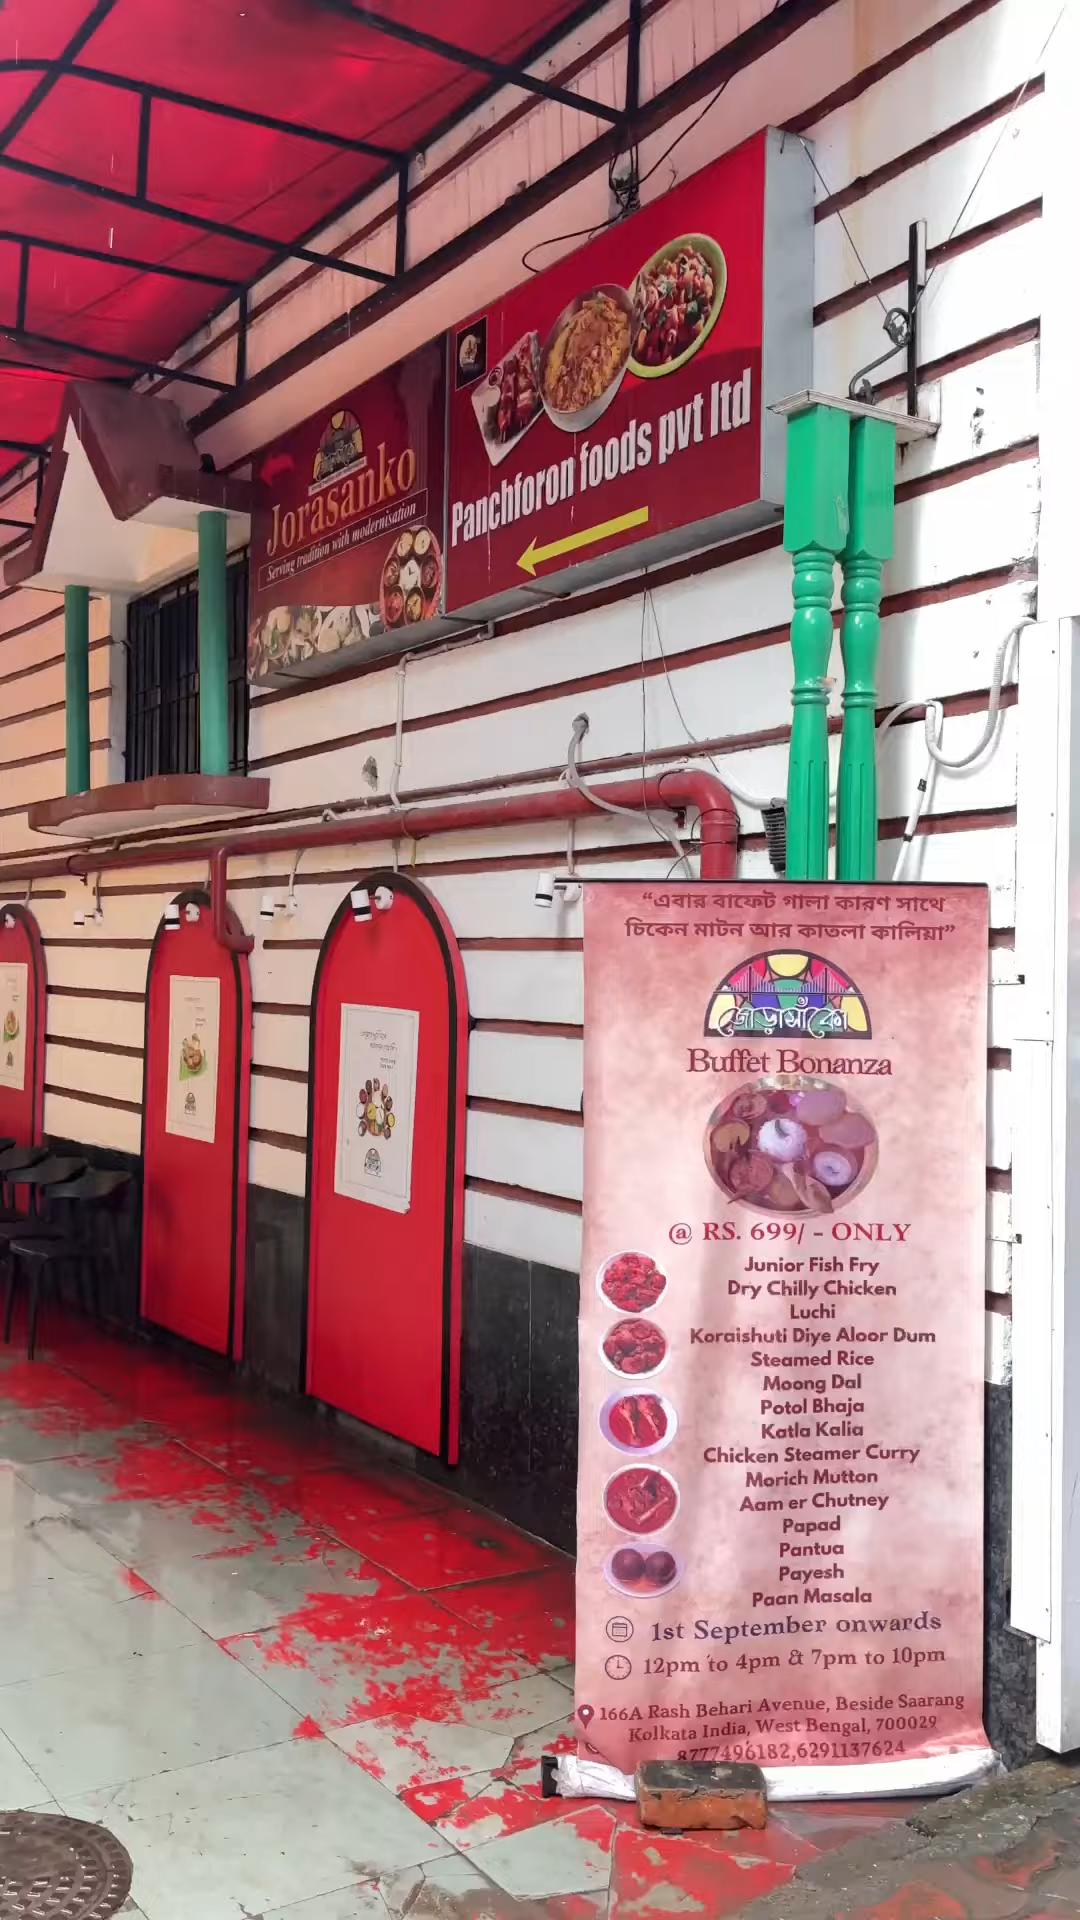 Jorasanko
Serving tradition with modernisation
Panchforon foods pvt ltd
“এবার বাফেট গালা কারণ সাথে
চিকেন মাটন আর কাতলা কালিয়া”
জোড়াসাঁকো
Buffet Bonanza
@ RS. 699/ - ONLY
Junior Fish Fry
Dry Chilly Chicken
Luchi
Koraishuti Diye Aloor Dum
Steamed Rice
Moong Dal
Potol Bhaja
Katla Kalia
Chicken Steamer Curry
Morich Mutton
Aam er Chutney
Papad
Pantua
Payesh
Paan Masala
1st September onwards
12pm to 4pm & 7pm to 10pm
166A Rash Behari Avenue, Beside Saarang
Kolkata India, West Bengal, 700029
8777496182,6291137624